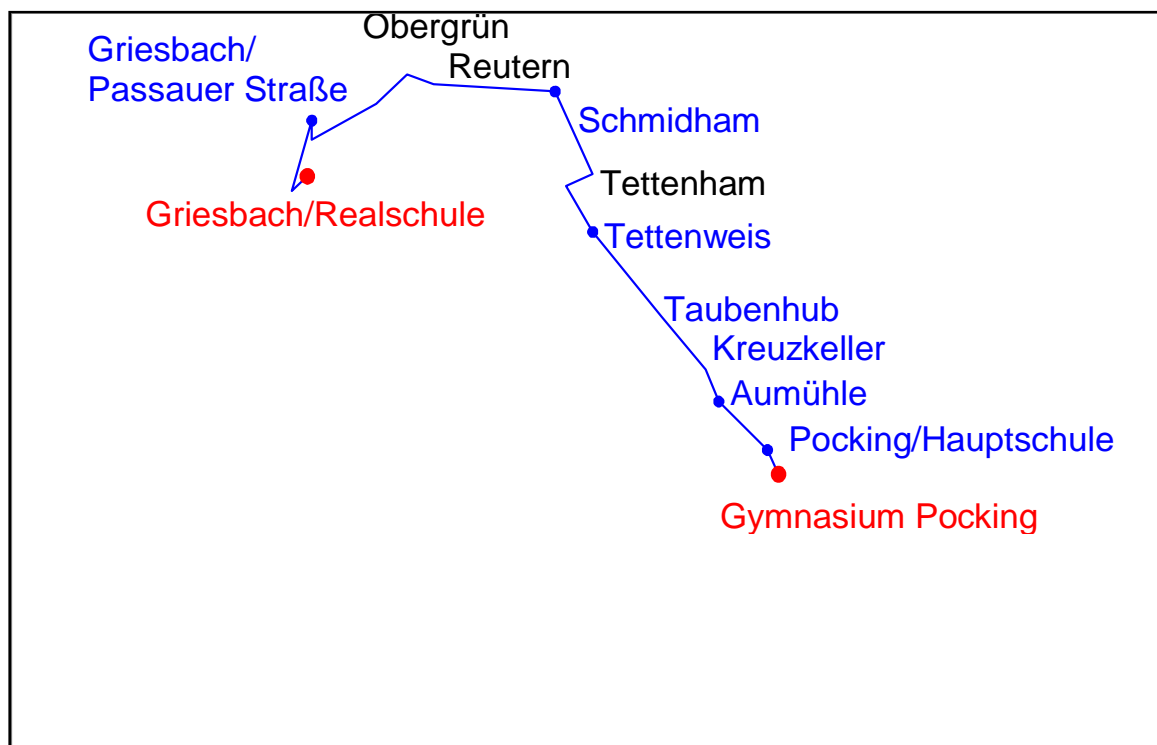 Obergrün
Griesbach/
Passauer Straße
Reutern
Schmidham
Tettenham
Griesbach/Realschule
Tettenweis
Taubenhub
Kreuzkeller
Aumühle
Pocking/Hauptschule
Gymnasium Pocking